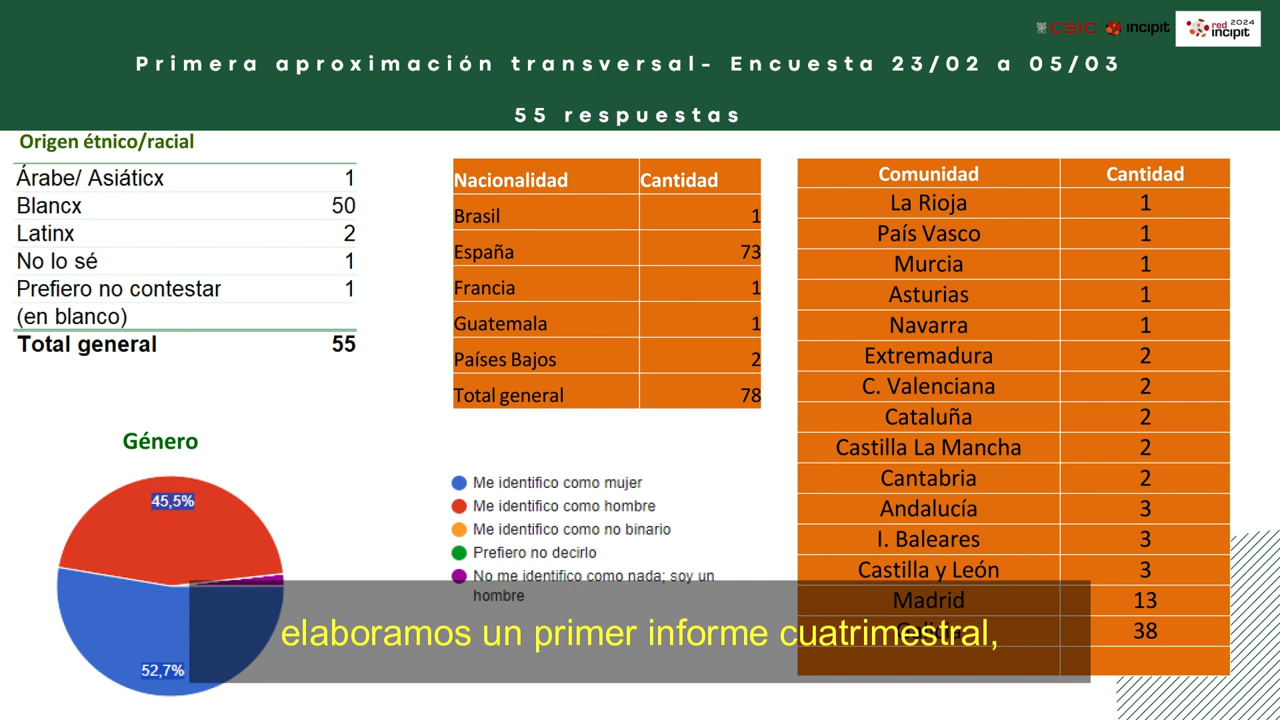 CSIC incipit red incipit 2024
Primera aproximación transversal- Encuesta 23/02 a 05/03
55 respuestas
Origen étnico/racial
Árabe/ Asiáticx 1
Blancx 50
Latinx 2
No lo sé 1
Prefiero no contestar 1
(en blanco)
Total general 55
Nacionalidad Cantidad
Brasil 1
España 73
Francia 1
Guatemala 1
Países Bajos 2
Total general 78
Comunidad Cantidad
La Rioja 1
País Vasco 1
Murcia 1
Asturias 1
Navarra 1
Extremadura 2
C. Valenciana 2
Cataluña 2
Castilla La Mancha 2
Cantabria 2
Andalucía 3
I. Baleares 3
Castilla y León 3
Madrid 13
Galicia 38
Género
45,5%
52,7%
Me identifico como mujer
Me identifico como hombre
Me identifico como no binario
Prefiero no decirlo
No me identifico como nada; soy un
hombre
elaboramos un primer informe cuatrimestral,